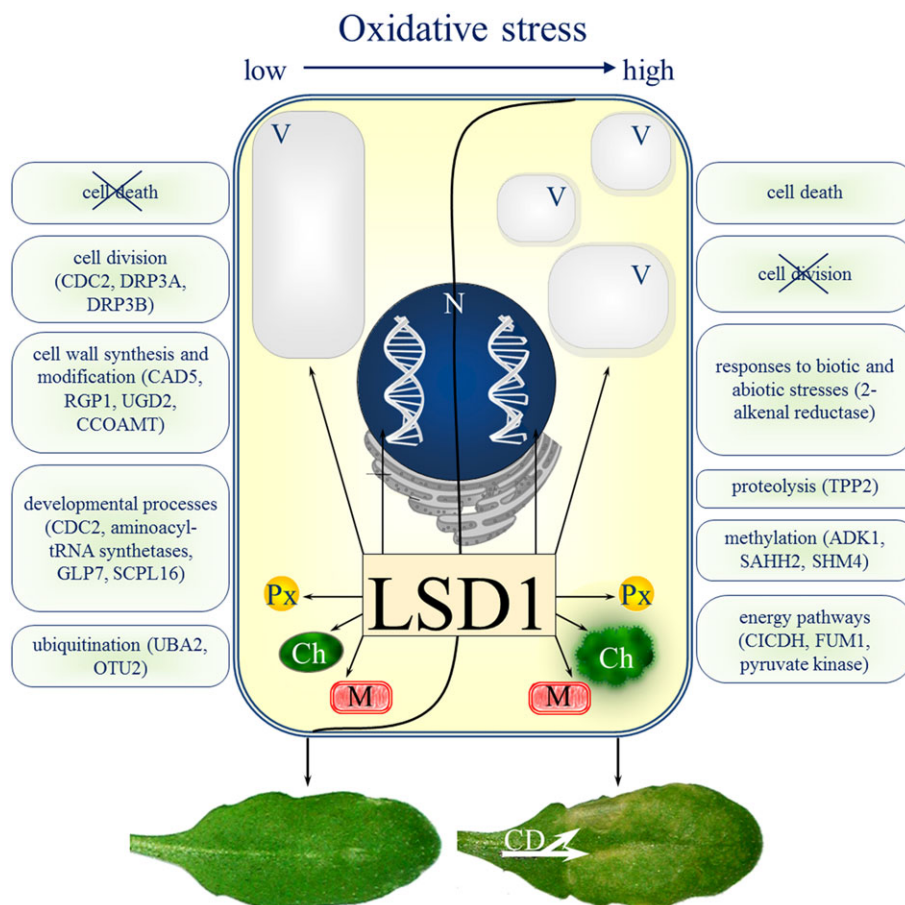 Oxidative stress
low
high
cell death
cell division
(CDC2, DRP3A,
DRP3B)
cell wall synthesis and
modification (CAD5,
RGP1, UGD2,
CCOAMT)
developmental processes
(CDC2, aminoacyl-
tRNA synthetases,
GLP7, SCPL16)
ubiquitination (UBA2,
OTU2)
V
V
V
V
N
LSD1
Px
Px
Ch
Ch
M
M
cell death
cell division
responses to biotic and
abiotic stresses (2-
alkenal reductase)
proteolysis (TPP2)
methylation (ADK1,
SAHH2, SHM4)
energy pathways
(CICDH, FUM1,
pyruvate kinase)
CD